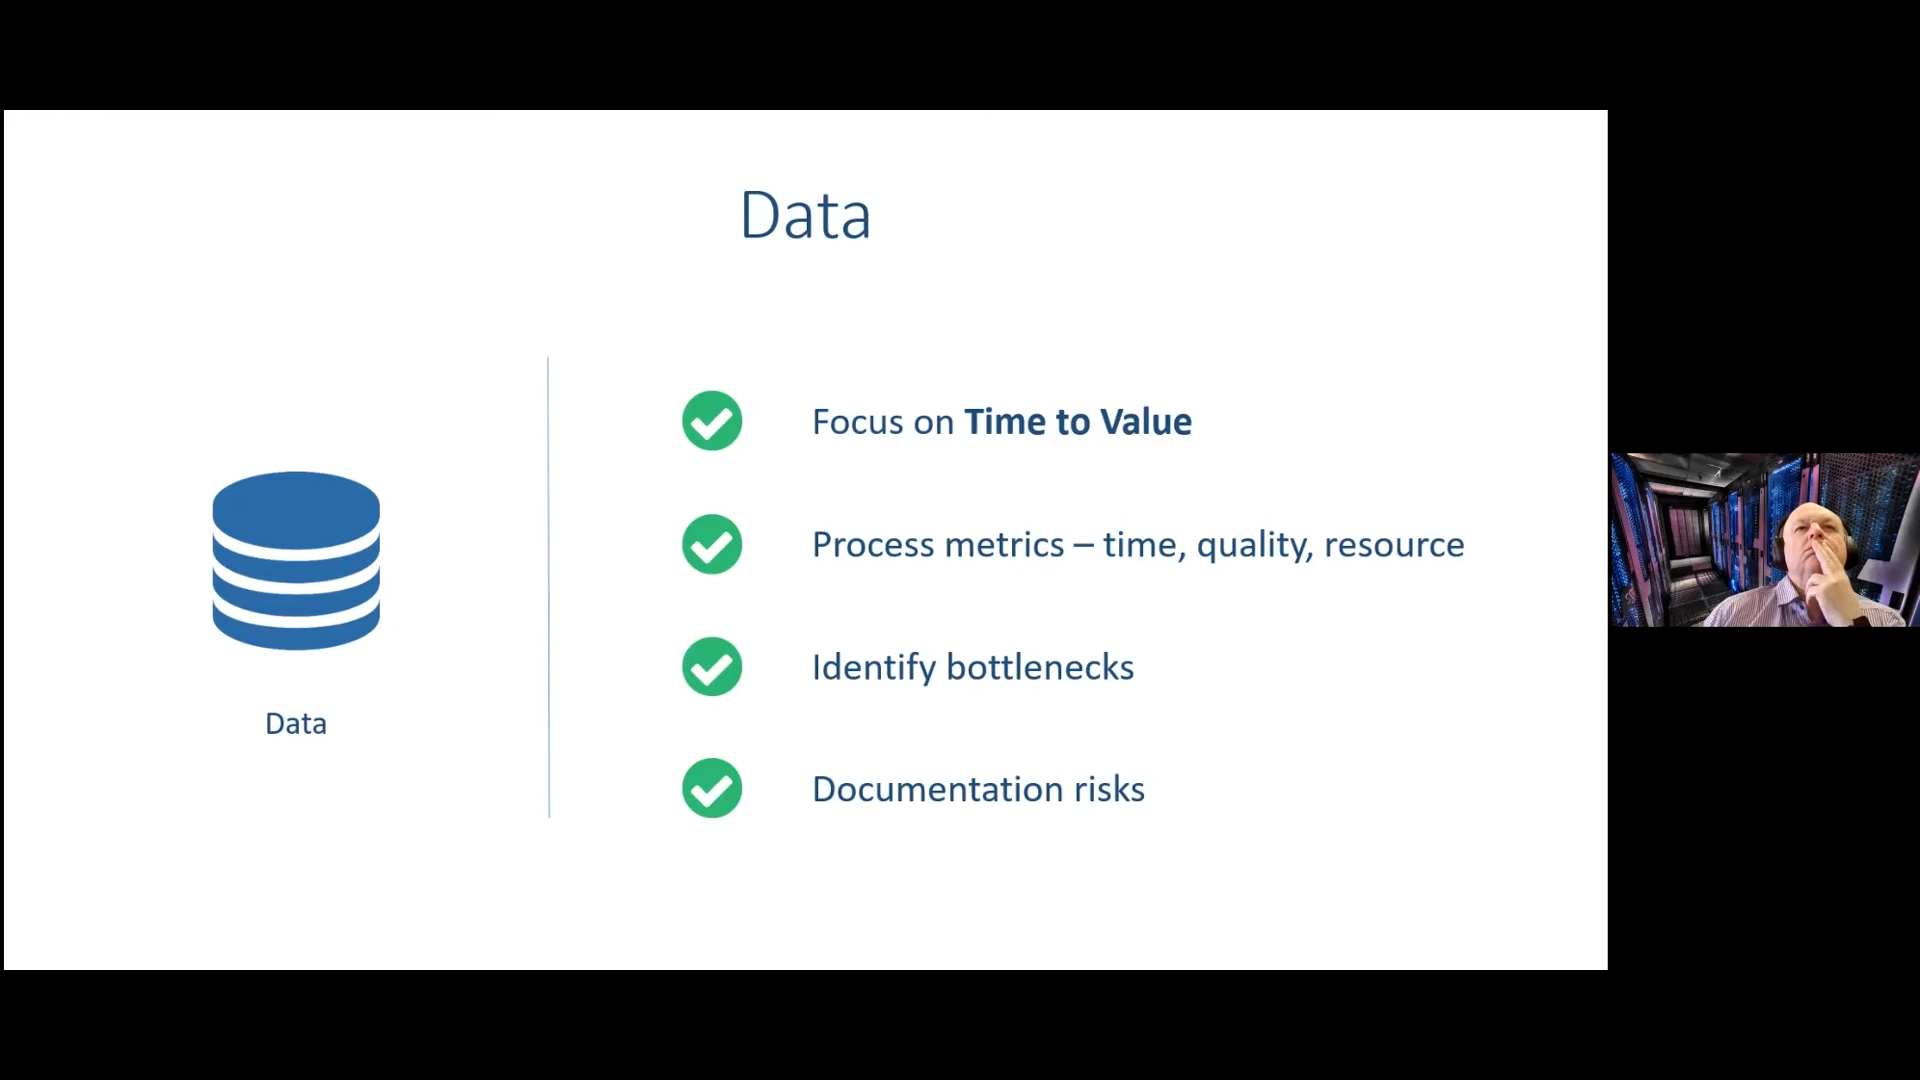 Data
Focus on Time to Value
Process metrics – time, quality, resource
Identify bottlenecks
Documentation risks
Data